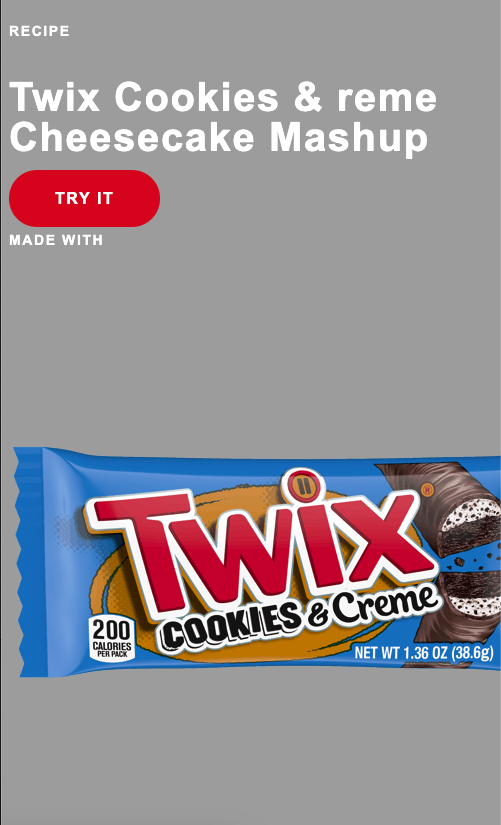 RECIPE
Twix Cookies & reme
Cheesecake Mashup
TRY IT
MADE WITH
TWiX
COOKIES & Creme
200
CALORIES
PER PACK
NET WT 1.36 OZ (38.6g)